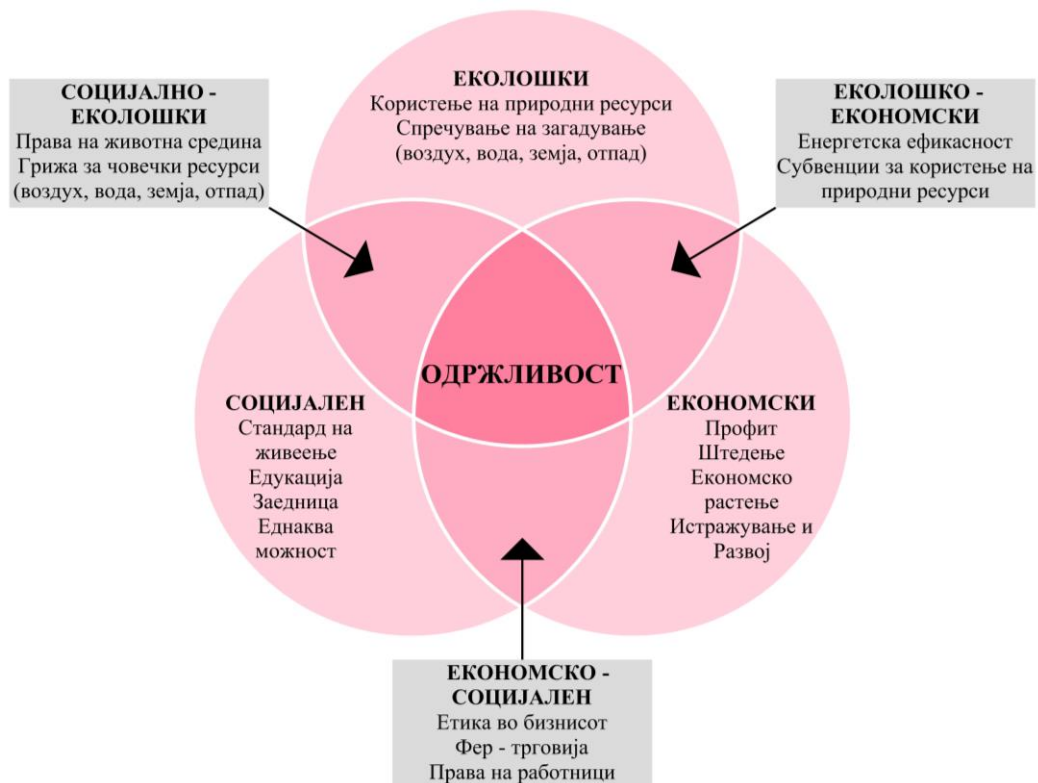 ЕКОЛОШКИ
Користење на природни ресурси
Спречување на загадување
(воздух, вода, земја, отпад)
СОЦИЈАЛНО -
ЕКОЛОШКИ
Права на животна средина
Грижа за човечки ресурси
(воздух, вода, земја, отпад)
ЕКОЛОШКО -
ЕКОНОМСКИ
Енергетска ефикасност
Субвенции за користење на
природни ресурси
ОДРЖЛИВОСТ
СОЦИЈАЛЕН
Стандард на
живеење
Едукација
Заедница
Еднаква
можност
ЕКОНОМСКИ
Профит
Штедење
Економско
растење
Истражување и
Развој
ЕКОНОМСКО -
СОЦИЈАЛЕН
Етика во бизнисот
Фер - трговија
Права на работници